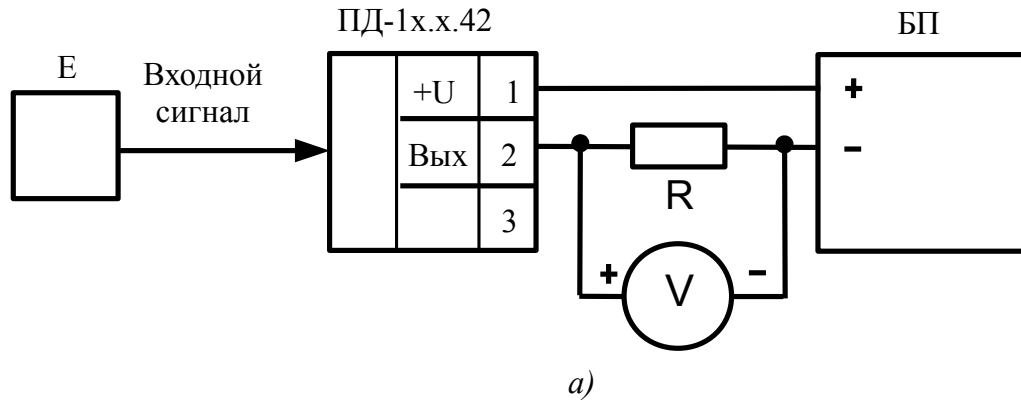 ПД-1х.х.42
БП
Е
Входной
сигнал
+U
1
+
Вых
2
-
R
3
+
V
-
а)